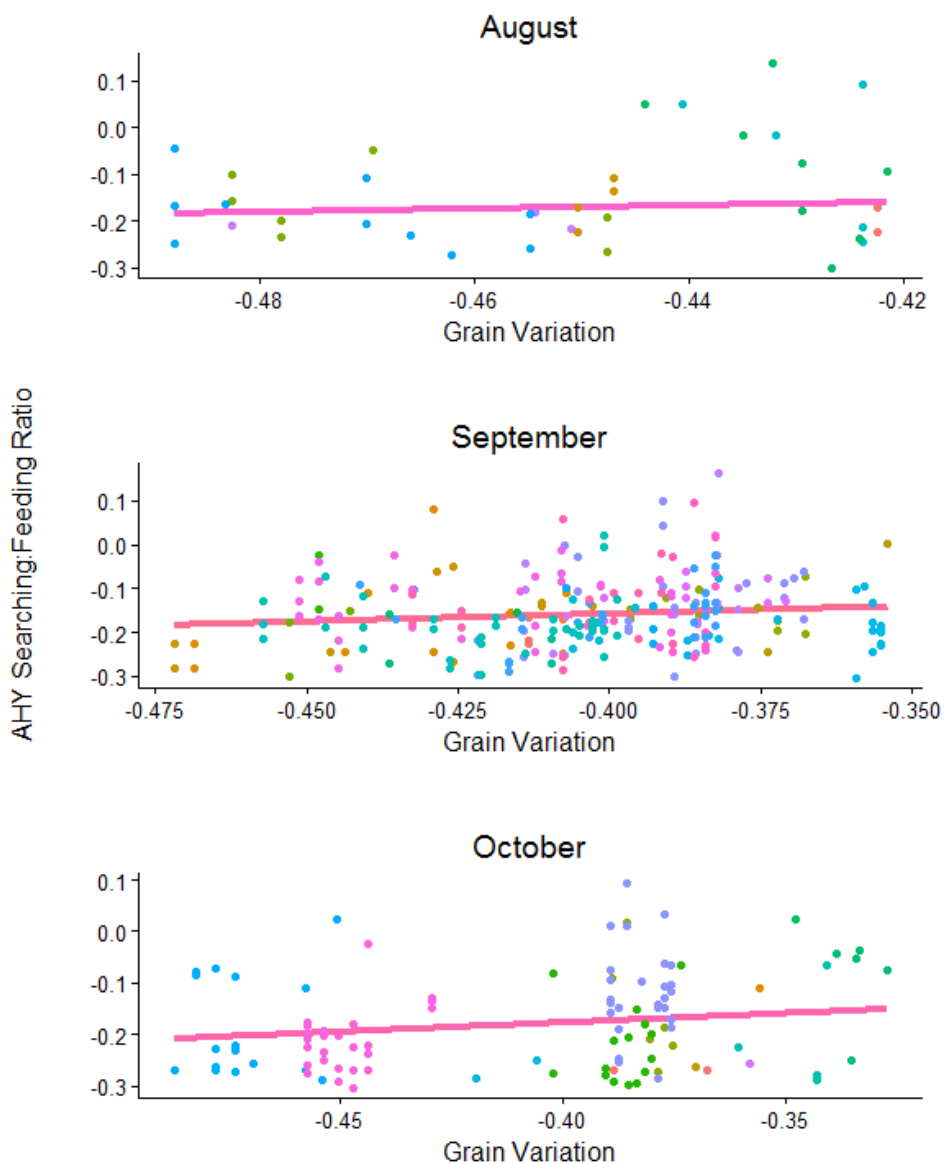 August
0.1
0.0
-0.1
-0.2
-0.3
-0.48 -0.46 -0.44 -0.42
Grain Variation
AHY Searching:Feeding Ratio
September
0.1
0.0
-0.1
-0.2
-0.3
-0.475 -0.450 -0.425 -0.400 -0.375 -0.350
Grain Variation
October
0.1
0.0
-0.1
-0.2
-0.3
-0.45 -0.40 -0.35
Grain Variation